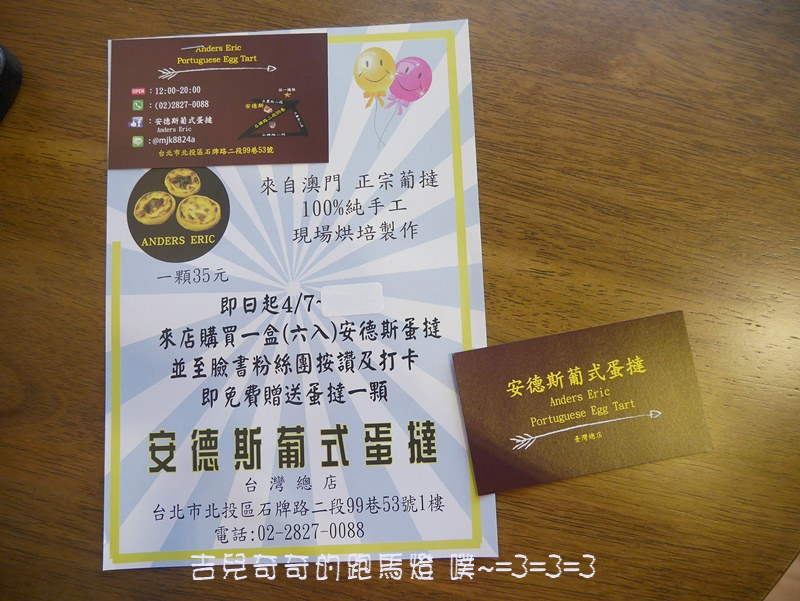 Anders Eric
Portuguese Egg Tart
OPEN : 12:00~20:00
: (02)2827-0088
: 安德斯葡式蛋撻
Anders Eric
: @mjk8824a
安德斯
台北市北投區石牌路二段99巷53號
ANDERS ERIC
來自澳門 正宗葡撻
100%純手工
現場烘培製作
一顆35元
即日起4/7~
來店購買一盒(六入)安德斯蛋撻
並至臉書粉絲團按讚及打卡
即免費贈送蛋撻一顆
安德斯葡式蛋撻
台灣總店
台北市北投區石牌路二段99巷53號1樓
電話:02-2827-0088
安德斯葡式蛋撻
Anders Eric
Portuguese Egg Tart
臺灣總店
吉兒奇奇的跑馬燈 噗~=3=3=3